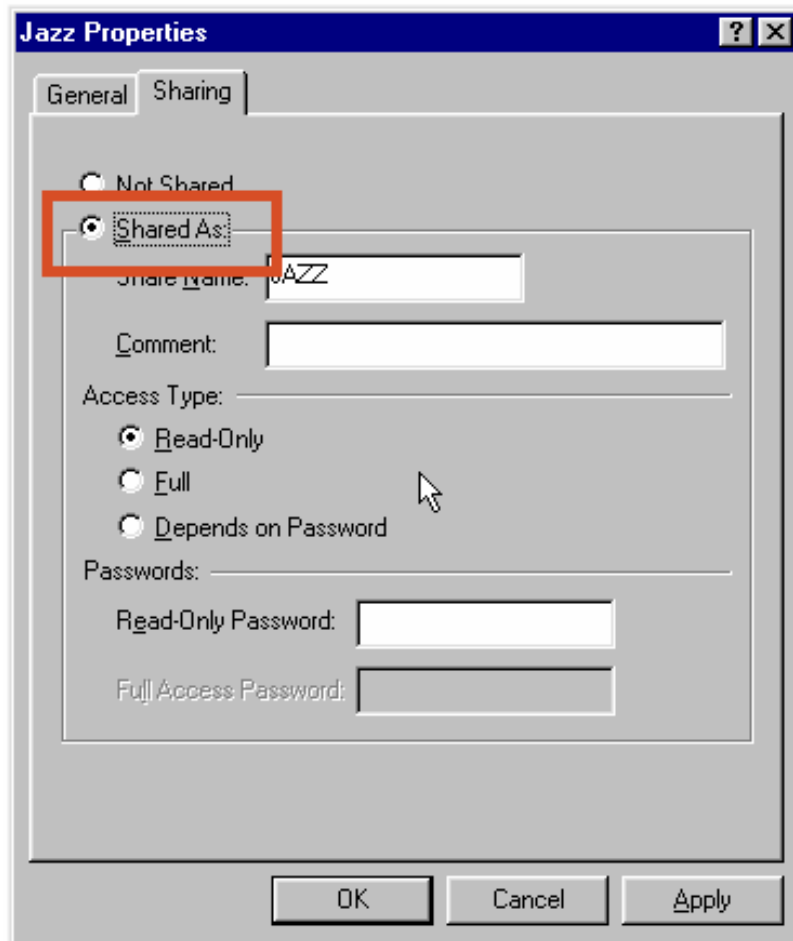 Jazz Properties
General Sharing
Not Shared
Shared As:
Share Name: JAZZ
Comment:
Access Type:
Read-Only
Full
Depends on Password
Passwords:
Read-Only Password:
Full Access Password:
OK Cancel Apply